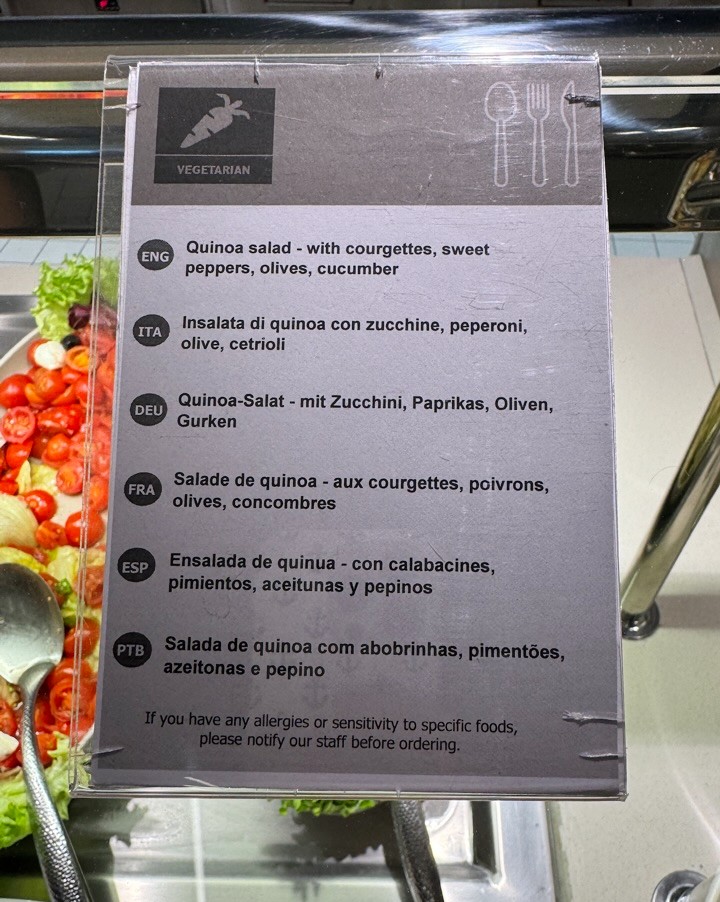 VEGETARIAN
ENG Quinoa salad - with courgettes, sweet
peppers, olives, cucumber
ITA Insalata di quinoa con zucchine, peperoni,
olive, cetrioli
DEU Quinoa-Salat - mit Zucchini, Paprikas, Oliven,
Gurken
FRA Salade de quinoa - aux courgettes, poivrons,
olives, concombres
ESP Ensalada de quinua - con calabacines,
pimientos, aceitunas y pepinos
PTB Salada de quinoa com abobrinhas, pimentões,
azeitonas e pepino
If you have any allergies or sensitivity to specific foods,
please notify our staff before ordering.